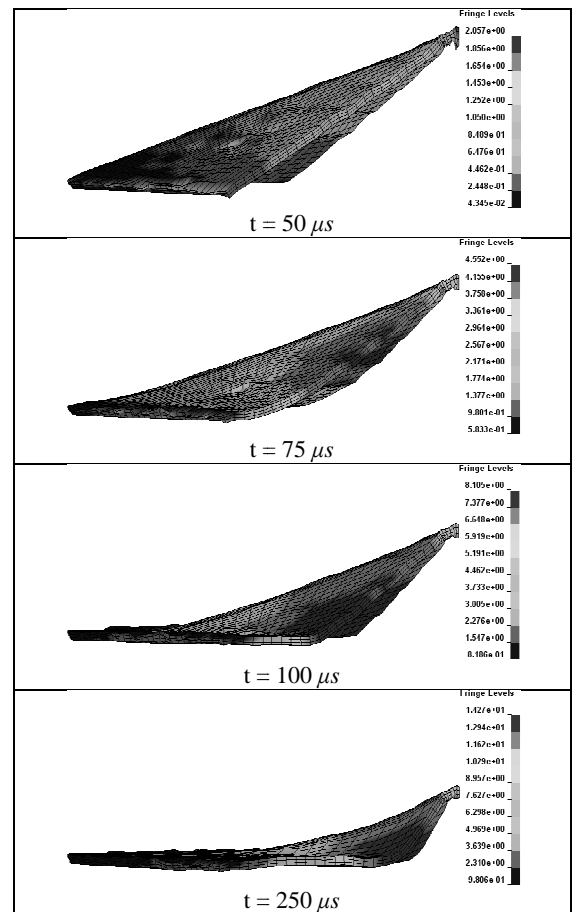 Fringe Levels
2.057e+00
1.856e+00
1.654e+00
1.453e+00
1.252e+00
1.050e+00
8.489e-01
6.476e-01
4.462e-01
2.448e-01
4.345e-02
t = 50 μs
Fringe Levels
4.552e+00
4.155e+00
3.758e+00
3.361e+00
2.964e+00
2.567e+00
2.171e+00
1.774e+00
1.377e+00
9.801e-01
5.833e-01
t = 75 μs
Fringe Levels
8.105e+00
7.377e+00
6.648e+00
5.919e+00
5.191e+00
4.462e+00
3.733e+00
3.005e+00
2.276e+00
1.547e+00
8.186e-01
t = 100 μs
Fringe Levels
1.427e+01
1.294e+01
1.162e+01
1.029e+01
8.957e+00
7.627e+00
6.298e+00
4.969e+00
3.639e+00
2.310e+00
9.806e-01
t = 250 μs